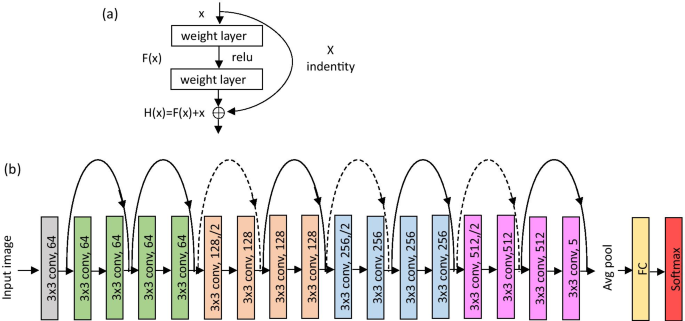 (a)
x
weight layer
F(x)
relu
X
indentity
weight layer
H(x)=F(x)+x
(b)
Input image
3x3 conv, 64
3x3 conv, 64
3x3 conv, 64
3x3 conv, 64
3x3 conv, 64
3x3 conv, 128,/2
3x3 conv, 128
3x3 conv, 128
3x3 conv, 128
3x3 conv, 256,/2
3x3 conv, 256
3x3 conv, 256
3x3 conv, 256
3x3 conv, 512,/2
3x3 conv,512
3x3 conv, 512
3x3 conv, 5
Avg pool
FC
Softmax